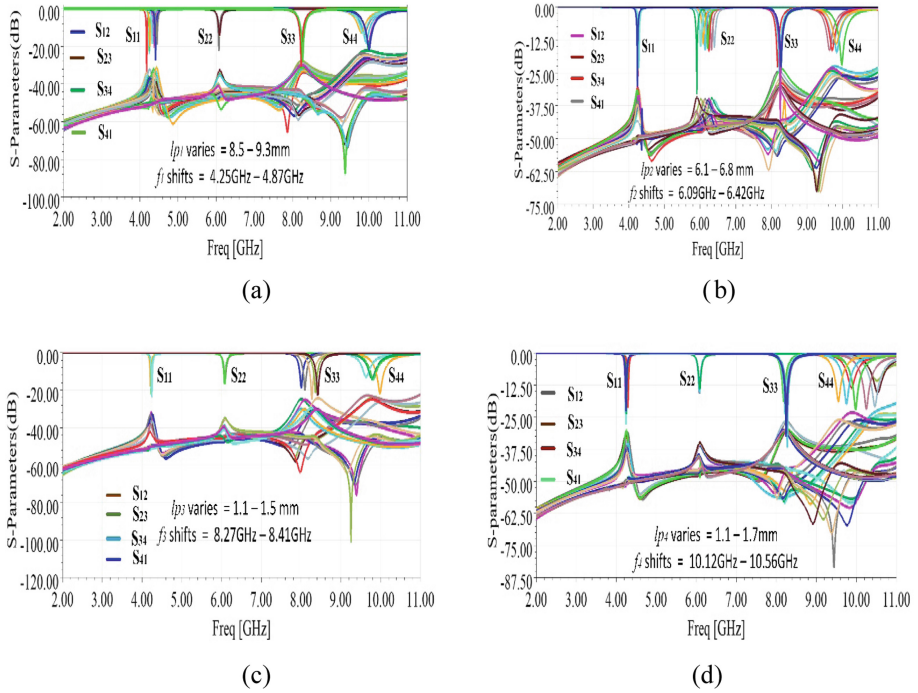 (a)
S-Parameters(dB)
0.00
-20.00
-40.00
-60.00
-80.00
-100.00
S12
S23
S34
S41
S11
S22
S33
S44
lp1 varies = 8.5 – 9.3mm
f1 shifts = 4.25GHz – 4.87GHz
2.00 3.00 4.00 5.00 6.00 7.00 8.00 9.00 10.00 11.00
Freq [GHz]
(b)
S-Parameters(dB)
0.00
-12.50
-25.00
-37.50
-50.00
-62.50
-75.00
S12
S23
S34
S41
S11
S22
S33
S44
lp2 varies = 6.1 – 6.8 mm
f2 shifts = 6.09GHz – 6.42GHz
2.00 3.00 4.00 5.00 6.00 7.00 8.00 9.00 10.00 11.00
Freq [GHz]
(c)
S-Parameters(dB)
0.00
-20.00
-40.00
-60.00
-80.00
-100.00
-120.00
S11
S22
S33
S44
S12
S23
S34
S41
lp3 varies = 1.1 – 1.5 mm
f3 shifts = 8.27GHz – 8.41GHz
2.00 3.00 4.00 5.00 6.00 7.00 8.00 9.00 10.00 11.00
Freq [GHz]
(d)
S-parameters(dB)
0.00
-12.50
-25.00
-37.50
-50.00
-62.50
-75.00
-87.50
S12
S23
S34
S41
S11
S22
S33
S44
lp4 varies = 1.1 – 1.7mm
f4 shifts = 10.12GHz – 10.56GHz
2.00 3.00 4.00 5.00 6.00 7.00 8.00 9.00 10.00 11.00
Freq [GHz]